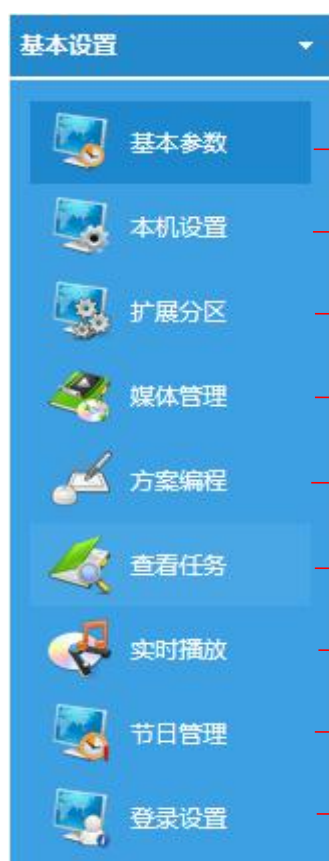 基本设置
基本参数
本机设置
扩展分区
媒体管理
方案编程
查看任务
实时播放
节日管理
登录设置